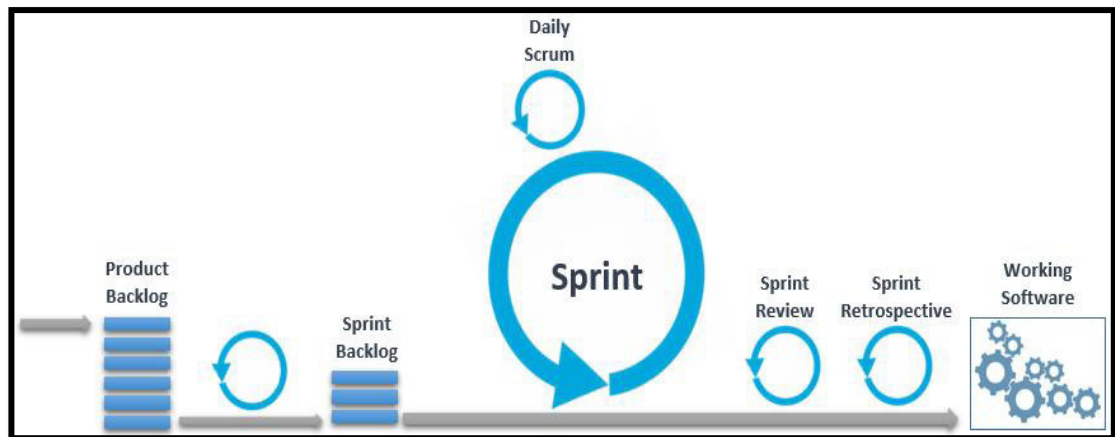 Daily
Scrum
Product
Backlog
Sprint
Backlog
Sprint
Sprint
Review
Sprint
Retrospective
Working
Software